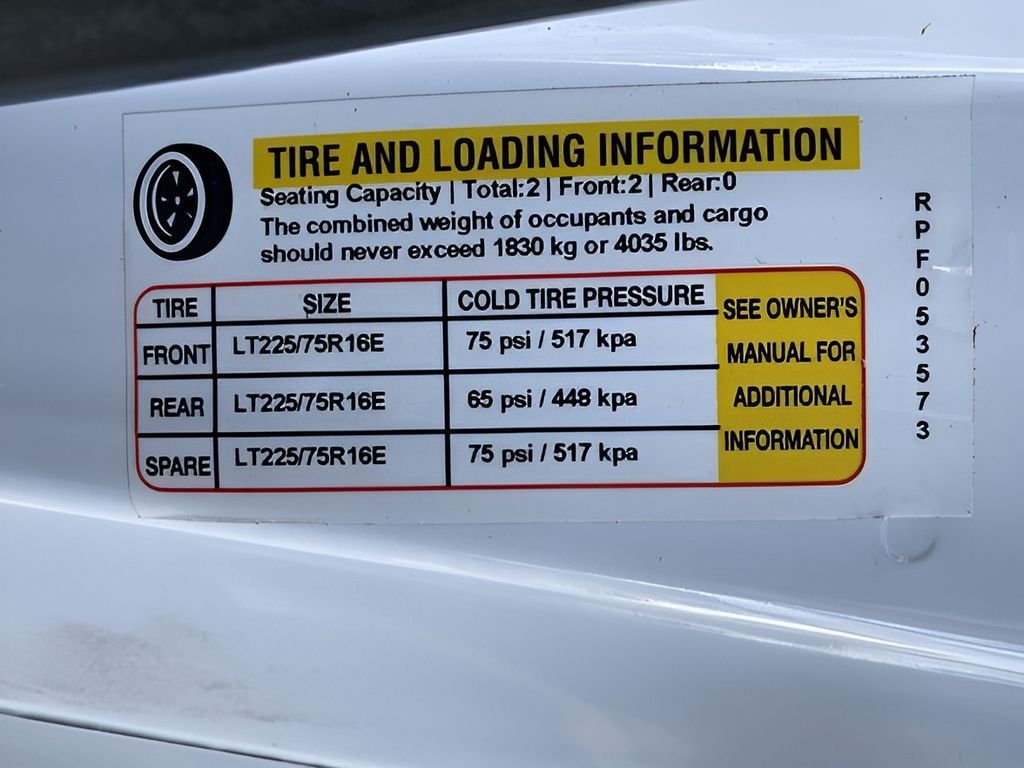 TIRE AND LOADING INFORMATION
Seating Capacity | Total:2 | Front:2 | Rear:0
The combined weight of occupants and cargo
should never exceed 1830 kg or 4035 lbs.
TIRE SIZE COLD TIRE PRESSURE
FRONT LT225/75R16E 75 psi / 517 kpa
REAR LT225/75R16E 65 psi / 448 kpa
SPARE LT225/75R16E 75 psi / 517 kpa
SEE OWNER'S
MANUAL FOR
ADDITIONAL
INFORMATION
RPF053573